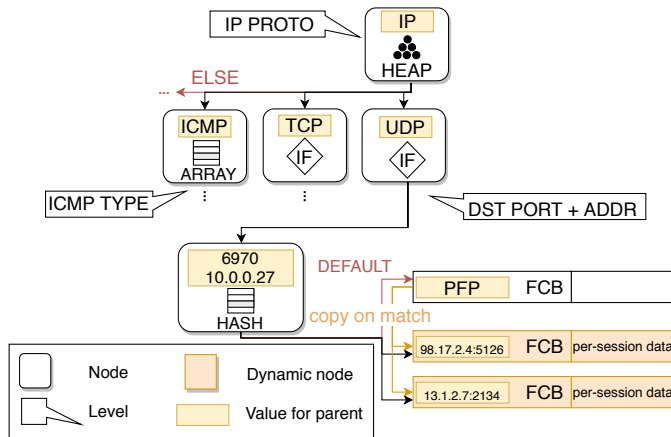 IP PROTO
IP
HEAP
... ELSE
ICMP
ARRAY
TCP
IF
UDP
IF
...
...
ICMP TYPE
DST PORT + ADDR
6970
10.0.0.27
HASH
DEFAULT
copy on match
PFP FCB
98.17.2.4:5126 FCB per-session data
13.1.2.7:2134 FCB per-session data
Node
Dynamic node
Level
Value for parent